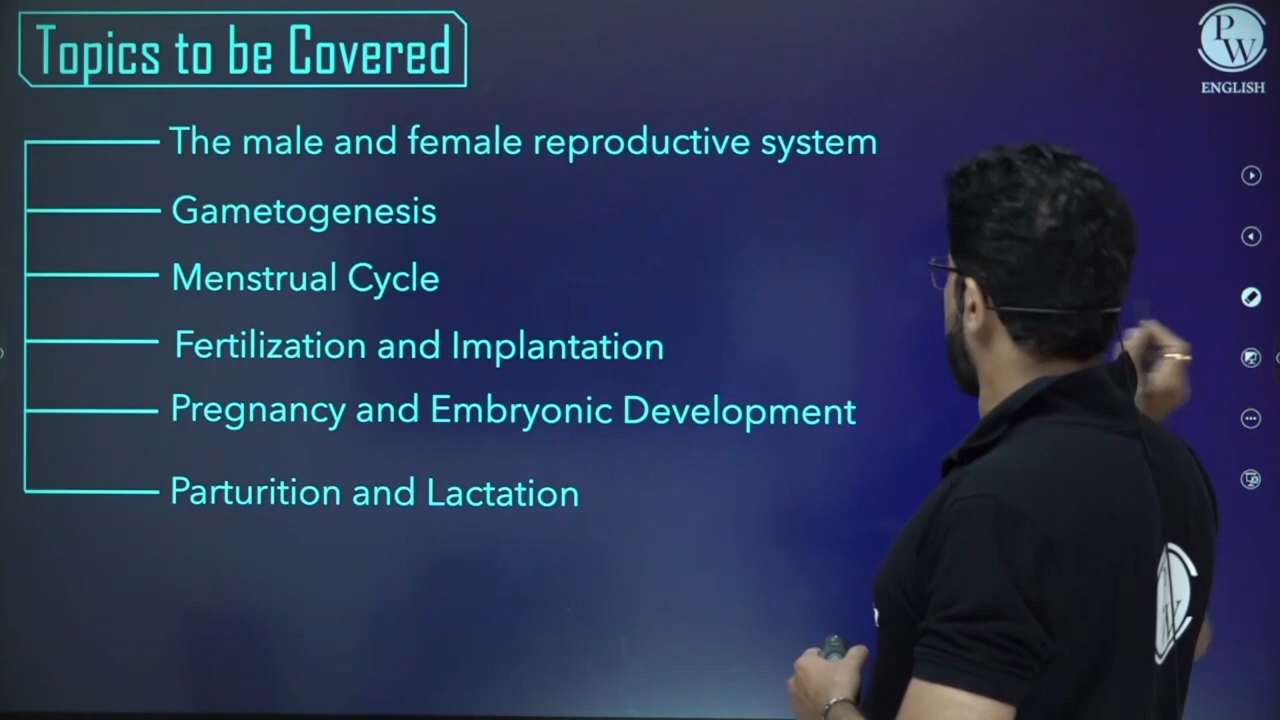 Topics to be Covered
PW
ENGLISH
The male and female reproductive system
Gametogenesis
Menstrual Cycle
Fertilization and Implantation
Pregnancy and Embryonic Development
Parturition and Lactation